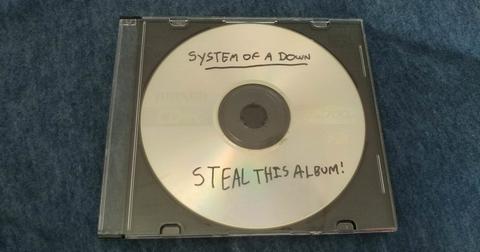 SYSTEM OF A DOWN
STEAL THIS ALBUM!